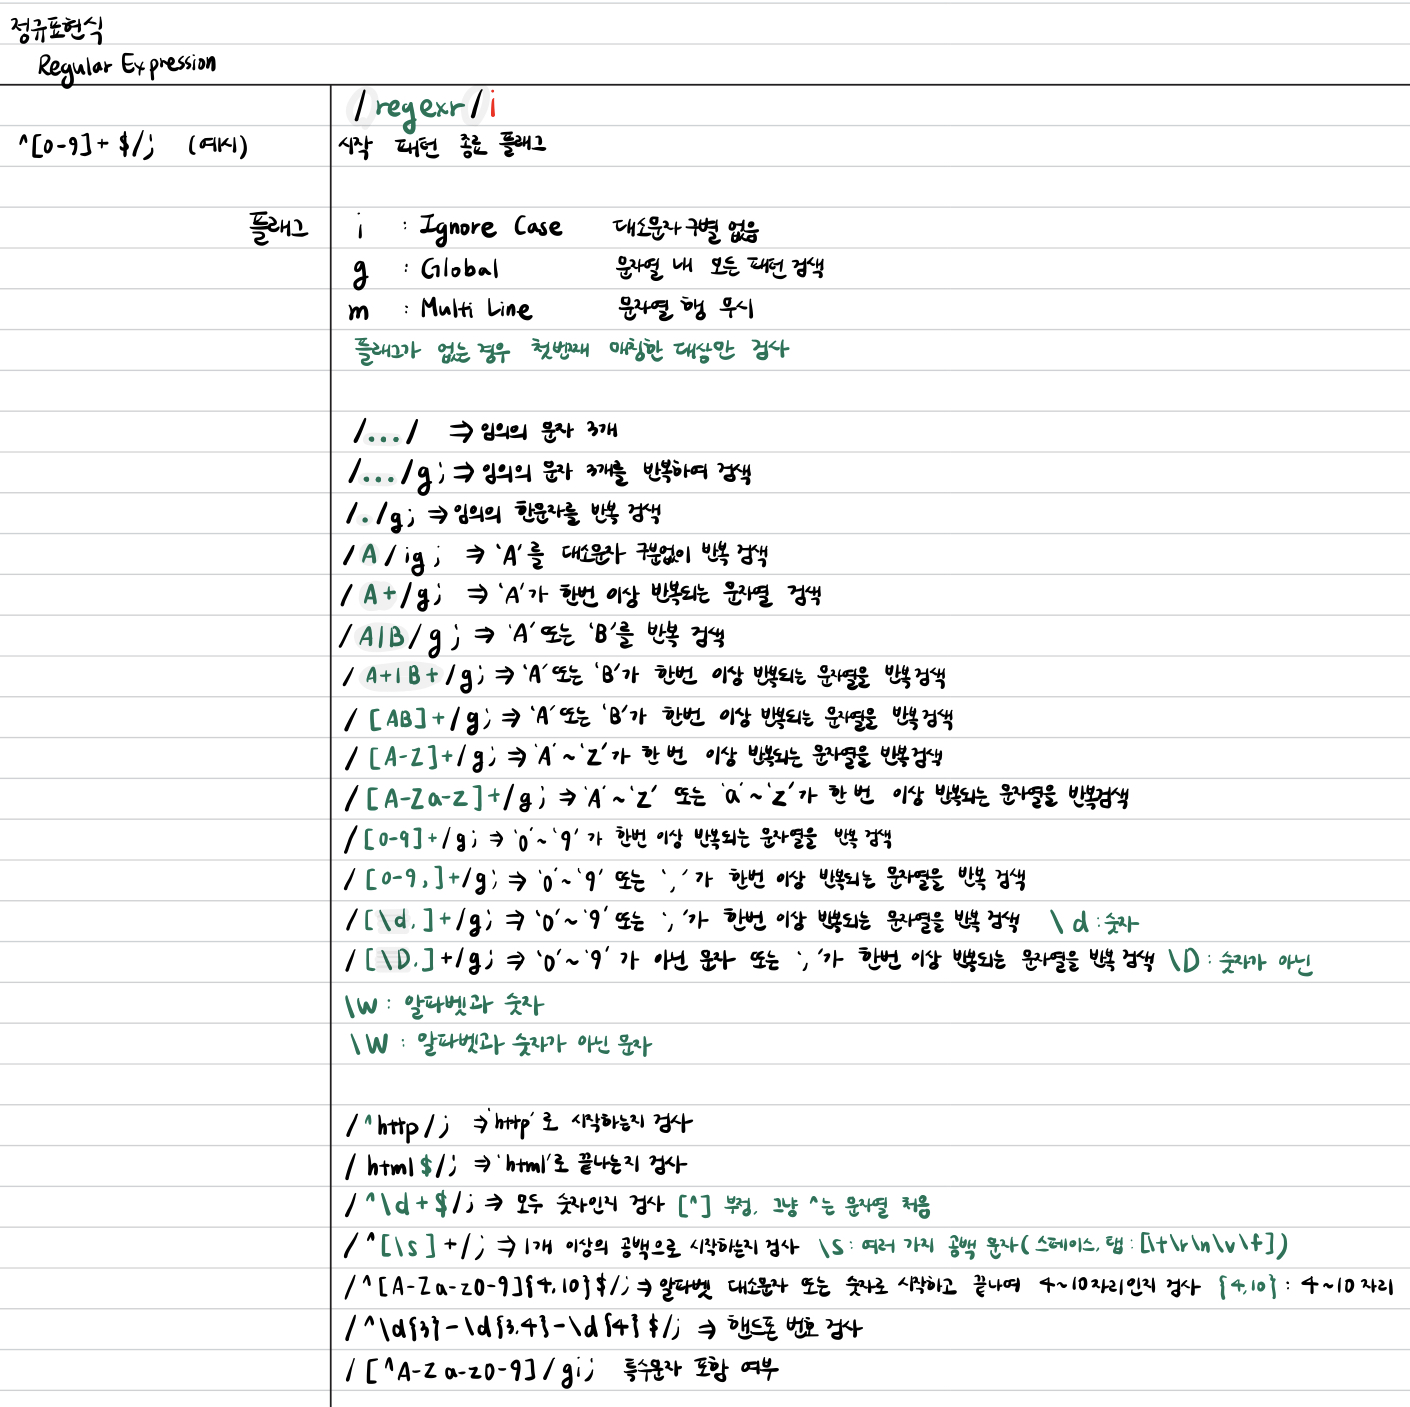 정규표현식
Regular Expression
/regexr/i
^[0-9]+$/; (예시)
시작 패턴 종료 플래그
플래그
i : Ignore Case 대소문자 구별 없음
g : Global 문자열 내 모든 패턴 검색
m : Multi Line 문자열 행 무시
플래그가 없는 경우 첫번째 매칭한 대상만 검사
/.../ ⇒ 임의의 문자 3개
/.../g; ⇒ 임의의 문자 3개를 반복하여 검색
/./g; ⇒ 임의의 한문자를 반복 검색
/A/ig; ⇒ 'A'를 대소문자 구분없이 반복 검색
/A+/g; ⇒ 'A'가 한번 이상 반복되는 문자열 검색
/A|B/g; ⇒ 'A' 또는 'B'를 반복 검색
/A+|B+/g; ⇒ 'A' 또는 'B'가 한번 이상 반복되는 문자열을 반복 검색
/[AB]+/g; ⇒ 'A' 또는 'B'가 한번 이상 반복되는 문자열을 반복검색
/[A-Z]+/g; ⇒ 'A' ~ 'Z'가 한 번 이상 반복되는 문자열을 반복검색
/[A-Za-z]+/g; ⇒ 'A' ~ 'Z' 또는 'a' ~ 'z'가 한 번 이상 반복되는 문자열을 반복검색
/[0-9]+/g; ⇒ '0' ~ '9'가 한번 이상 반복되는 문자열을 반복 검색
/[0-9,]+/g; ⇒ '0' ~ '9' 또는 ','가 한번 이상 반복되는 문자열을 반복 검색
/[\d,]+/g; ⇒ '0' ~ '9' 또는 ','가 한번 이상 반복되는 문자열을 반복 검색 \d : 숫자
/[\D,]+/g; ⇒ '0' ~ '9'가 아닌 문자 또는 ','가 한번 이상 반복되는 문자열을 반복 검색 \D : 숫자가 아닌
\w : 알파벳과 숫자
\W : 알파벳과 숫자가 아닌 문자
/^http/; ⇒ 'http'로 시작하는지 검사
/html$/; ⇒ 'html'로 끝나는지 검사
/^\d+$/; ⇒ 모두 숫자인지 검사 [^] 부정, 그냥 ^는 문자열 처음
/^[\s]+/; ⇒ 1개 이상의 공백으로 시작하는지 검사 \s : 여러 가지 공백 문자(스페이스, 탭 : [\t\r\n\v\f])
/^[A-Za-z0-9]{4,10}$/; ⇒ 알파벳 대소문자 또는 숫자로 시작하고 끝나며 4~10자리인지 검사 {4,10} : 4~10자리
/^\d{3}-\d{3,4}-\d{4}$/; ⇒ 핸드폰 번호 검사
/[^A-Za-z0-9]/gi; 특수문자 포함 여부